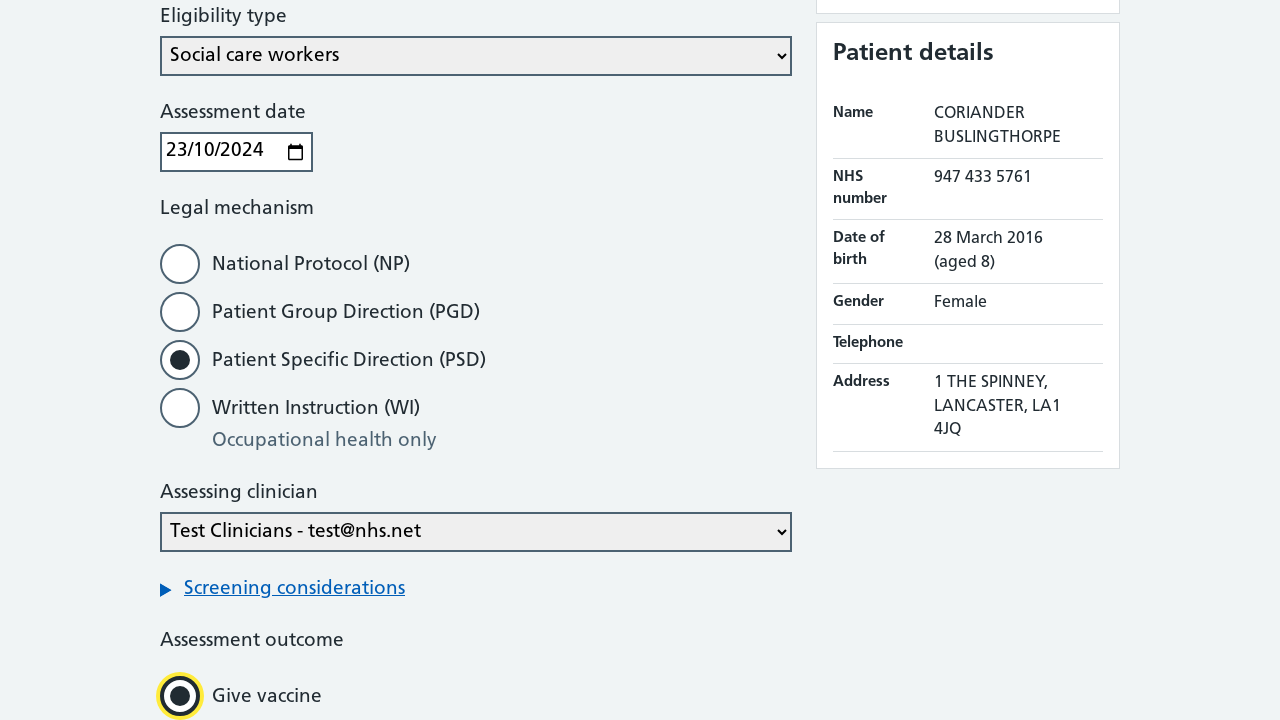 Eligibility type
Social care workers
Assessment date
23/10/2024
Legal mechanism
National Protocol (NP)
Patient Group Direction (PGD)
Patient Specific Direction (PSD)
Written Instruction (WI)
Occupational health only
Assessing clinician
Test Clinicians - test@nhs.net
Screening considerations
Assessment outcome
Give vaccine
Patient details
Name
CORIANDER
BUSLINGTHORPE
NHS
number
947 433 5761
Date of
birth
28 March 2016
(aged 8)
Gender
Female
Telephone
Address
1 THE SPINNEY,
LANCASTER, LA1
4JQ